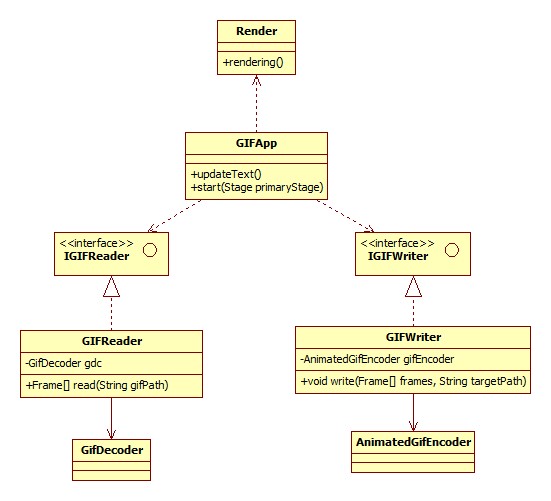 Render
+rendering()
GIFApp
+updateText()
+start(Stage primaryStage)
<<interface>>
IGIFReader
<<interface>>
IGIFWriter
GIFReader
-GifDecoder gdc
+Frame[] read(String gifPath)
GIFWriter
-AnimatedGifEncoder gifEncoder
+void write(Frame[] frames, String targetPath)
GifDecoder
AnimatedGifEncoder